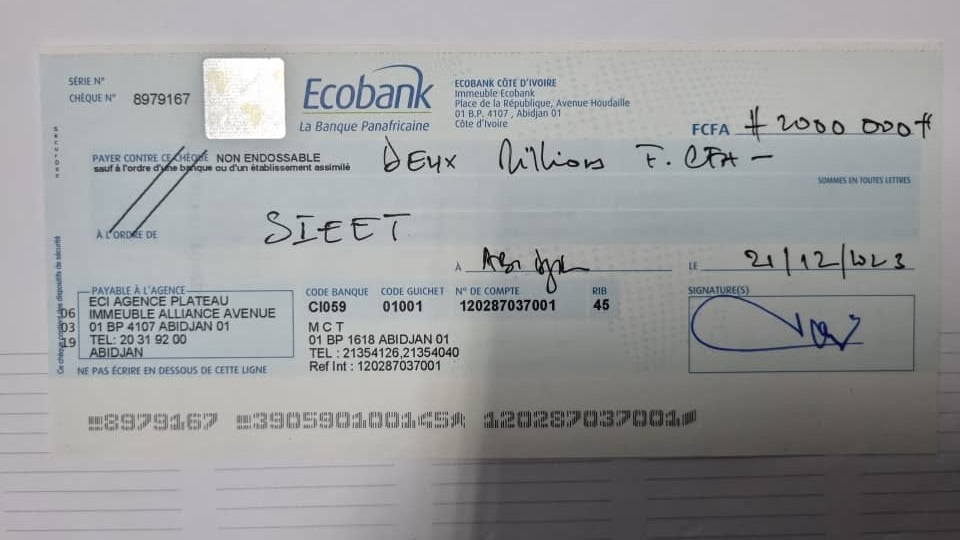 SÉRIE N°
CHÈQUE N° 8979167
Ecobank
La Banque Panafricaine
ECOBANK CÔTE D'IVOIRE
Immeuble Ecobank
Place de la République, Avenue Houdaille
01 B.P. 4107 , Abidjan 01
Côte d'Ivoire
FCFA # 2000 000 #
PAYER CONTRE CE CHÈQUE NON ENDOSSABLE
sauf à l'ordre d'une banque ou d'un établissement assimilé
Deux Millions F. CFA -
SOMMES EN TOUTES LETTRES
À L'ORDRE DE SIEET
À Abidjan LE 21/12/2023
PAYABLE À L'AGENCE
ECI AGENCE PLATEAU
IMMEUBLE ALLIANCE AVENUE
01 BP 4107 ABIDJAN 01
TEL: 20 31 92 00
ABIDJAN
06
03
19
CODE BANQUE CODE GUICHET N° DE COMPTE RIB
CI059 01001 120287037001 45
M C T
01 BP 1618 ABIDJAN 01
TEL : 21354126,21354040
Ref Int : 120287037001
SIGNATURE(S)
NE PAS ÉCRIRE EN DESSOUS DE CETTE LIGNE
8979167 390590100145 120287037001